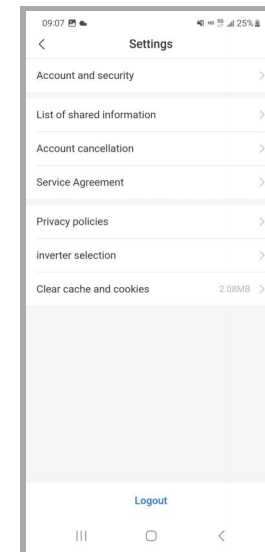 09:07
25%
Settings
Account and security
List of shared information
Account cancellation
Service Agreement
Privacy policies
inverter selection
Clear cache and cookies 2.08MB
Logout